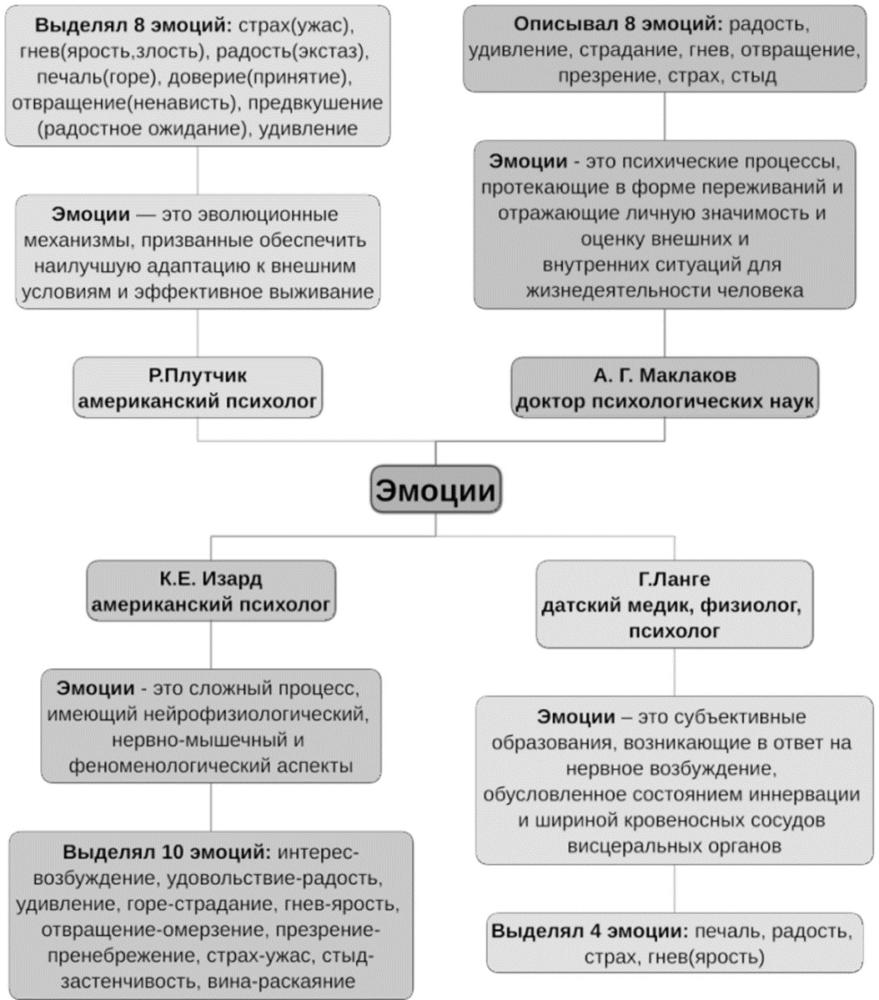 Выделял 8 эмоций: страх(ужас),
гнев(ярость,злость), радость(экстаз),
печаль(горе), доверие(принятие),
отвращение(ненависть), предвкушение
(радостное ожидание), удивление
Описывал 8 эмоций: радость,
удивление, страдание, гнев, отвращение,
презрение, страх, стыд
Эмоции — это эволюционные
механизмы, призванные обеспечить
наилучшую адаптацию к внешним
условиям и эффективное выживание
Эмоции - это психические процессы,
протекающие в форме переживаний и
отражающие личную значимость и
оценку внешних и
внутренних ситуаций для
жизнедеятельности человека
Р.Плутчик
американский психолог
А. Г. Маклаков
доктор психологических наук
Эмоции
К.Е. Изард
американский психолог
Г.Ланге
датский медик, физиолог,
психолог
Эмоции - это сложный процесс,
имеющий нейрофизиологический,
нервно-мышечный и
феноменологический аспекты
Эмоции – это субъективные
образования, возникающие в ответ на
нервное возбуждение,
обусловленное состоянием иннервации
и шириной кровеносных сосудов
висцеральных органов
Выделял 10 эмоций: интерес-
возбуждение, удовольствие-радость,
удивление, горе-страдание, гнев-ярость,
отвращение-омерзение, презрение-
пренебрежение, страх-ужас, стыд-
застенчивость, вина-раскаяние
Выделял 4 эмоции: печаль, радость,
страх, гнев(ярость)